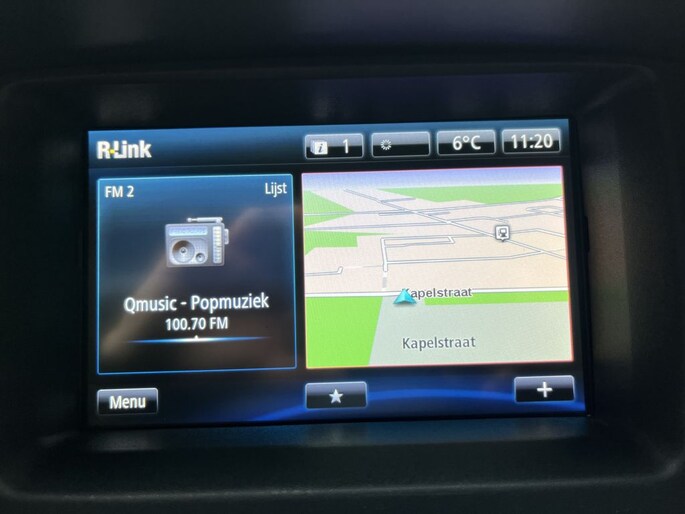 R-Link
1
6°C
11:20
FM 2
Lijst
Qmusic - Popmuziek
100.70 FM
Kapelstraat
Kapelstraat
Menu